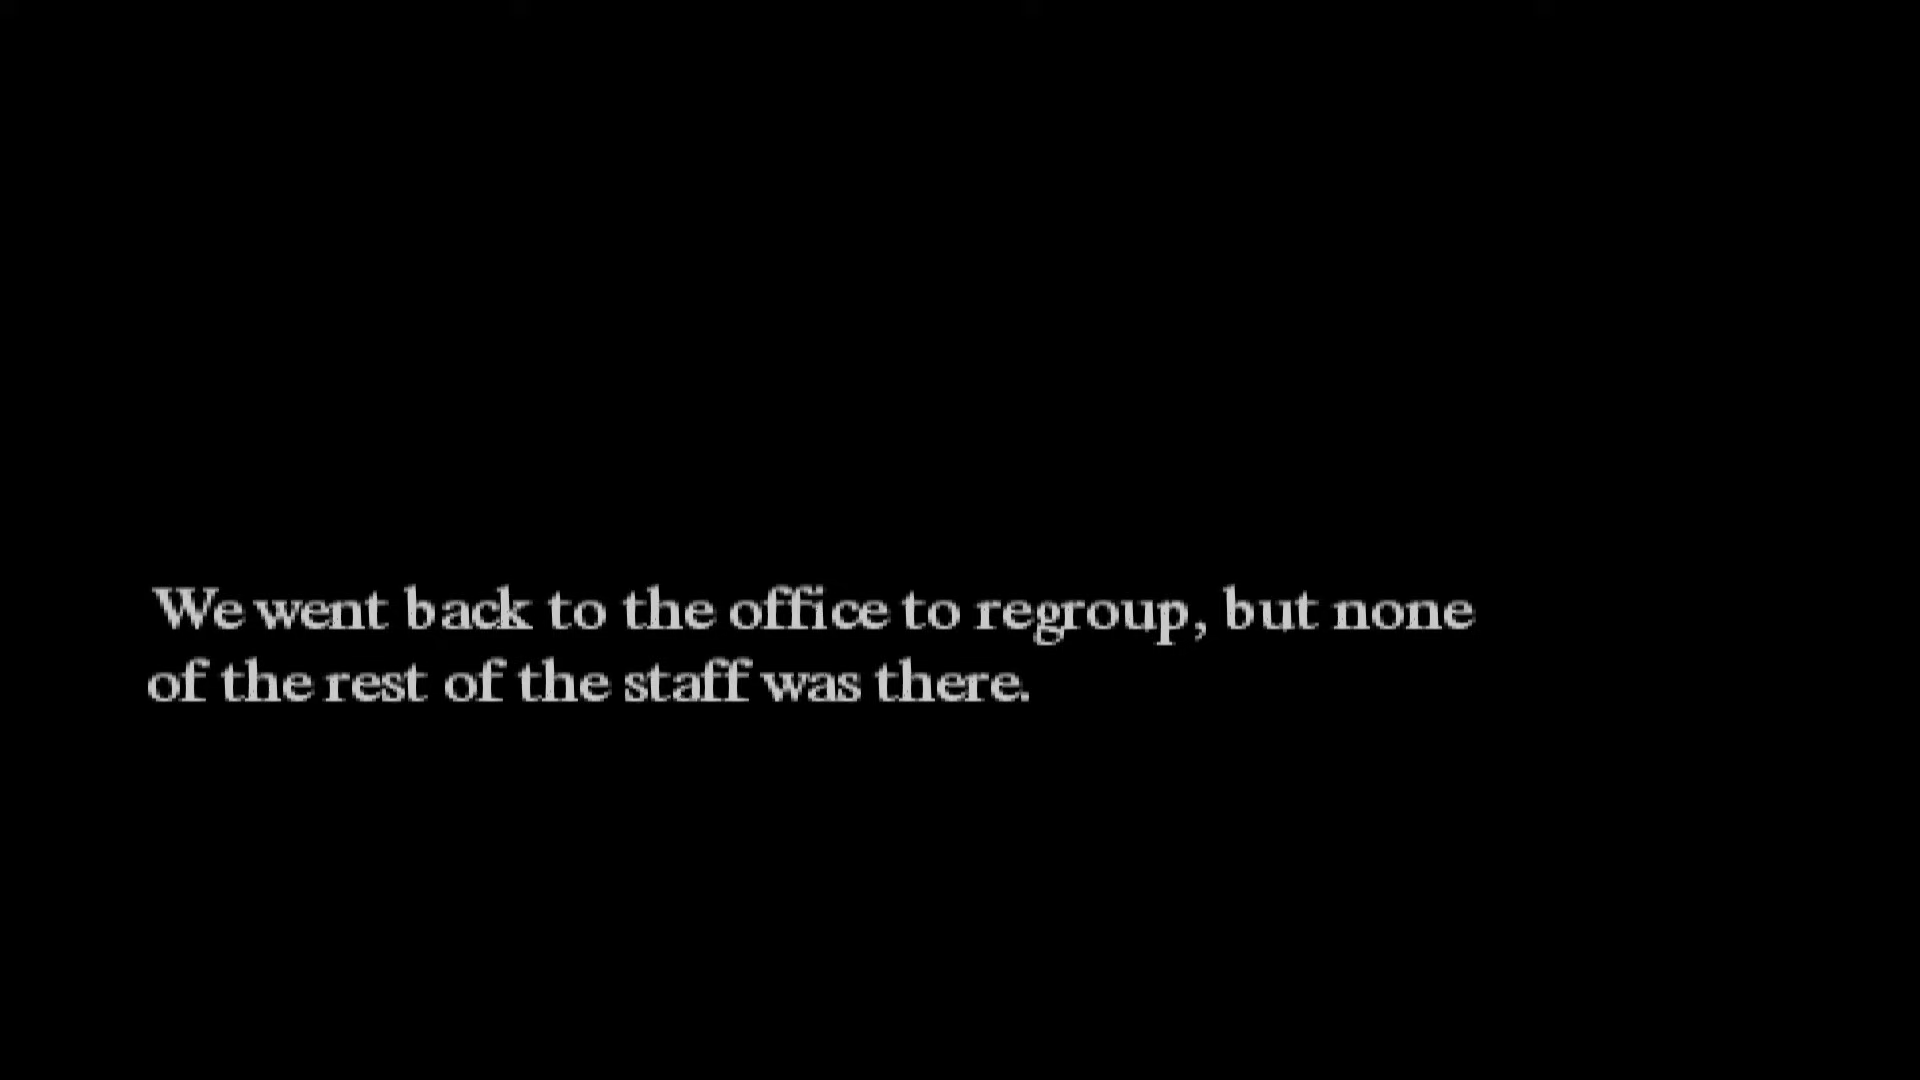 We went back to the office to regroup, but none
of the rest of the staff was there.